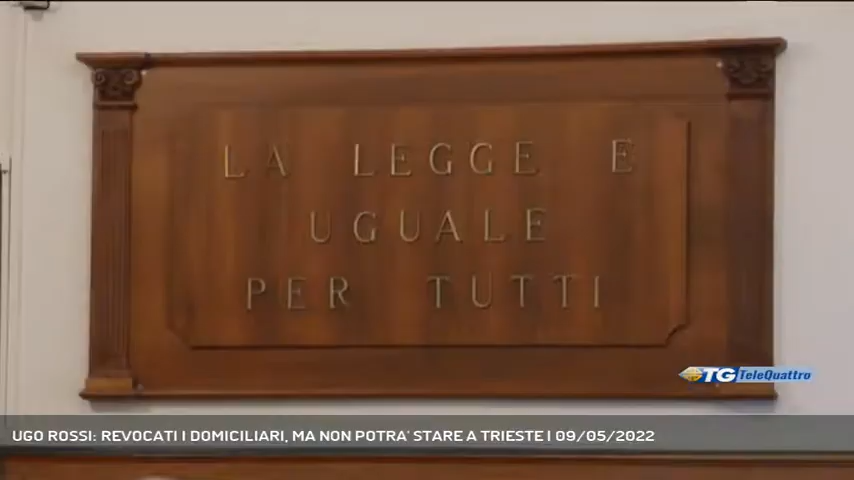 LA LEGGE E
UGUALE
PER TUTTI
TG TeleQuattro
UGO ROSSI: REVOCATI I DOMICILIARI, MA NON POTRA' STARE A TRIESTE | 09/05/2022